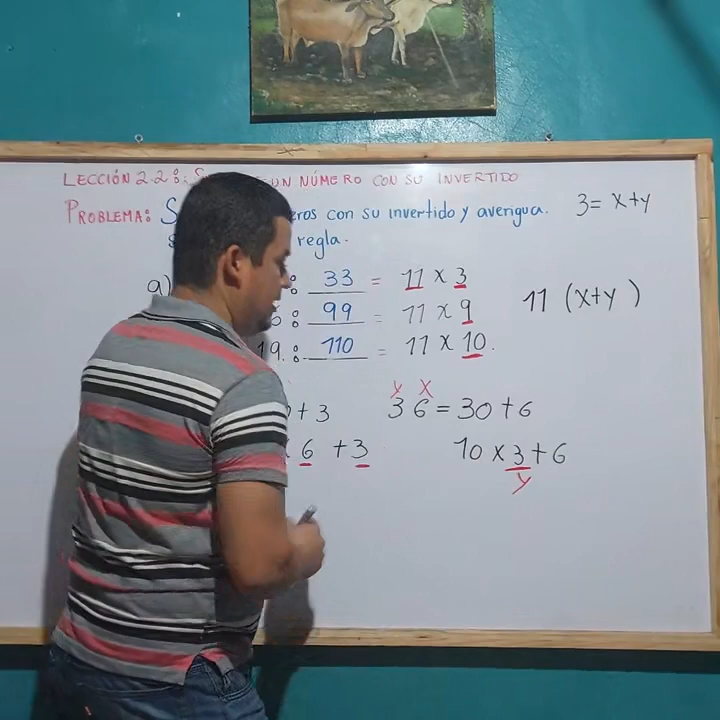 LECCIÓN 2.2: S UN NÚMERO CON SU INVERTIDO
PROBLEMA: S eros con su invertido y averigua. 3 = x+y
regla.
a) : 33 = 11 x 3
: 99 = 11 x 9 11 (x+y)
19. : 110 = 11 x 10.
y x
+ 3 36 = 30 + 6
6 + 3 10 x 3 + 6
y